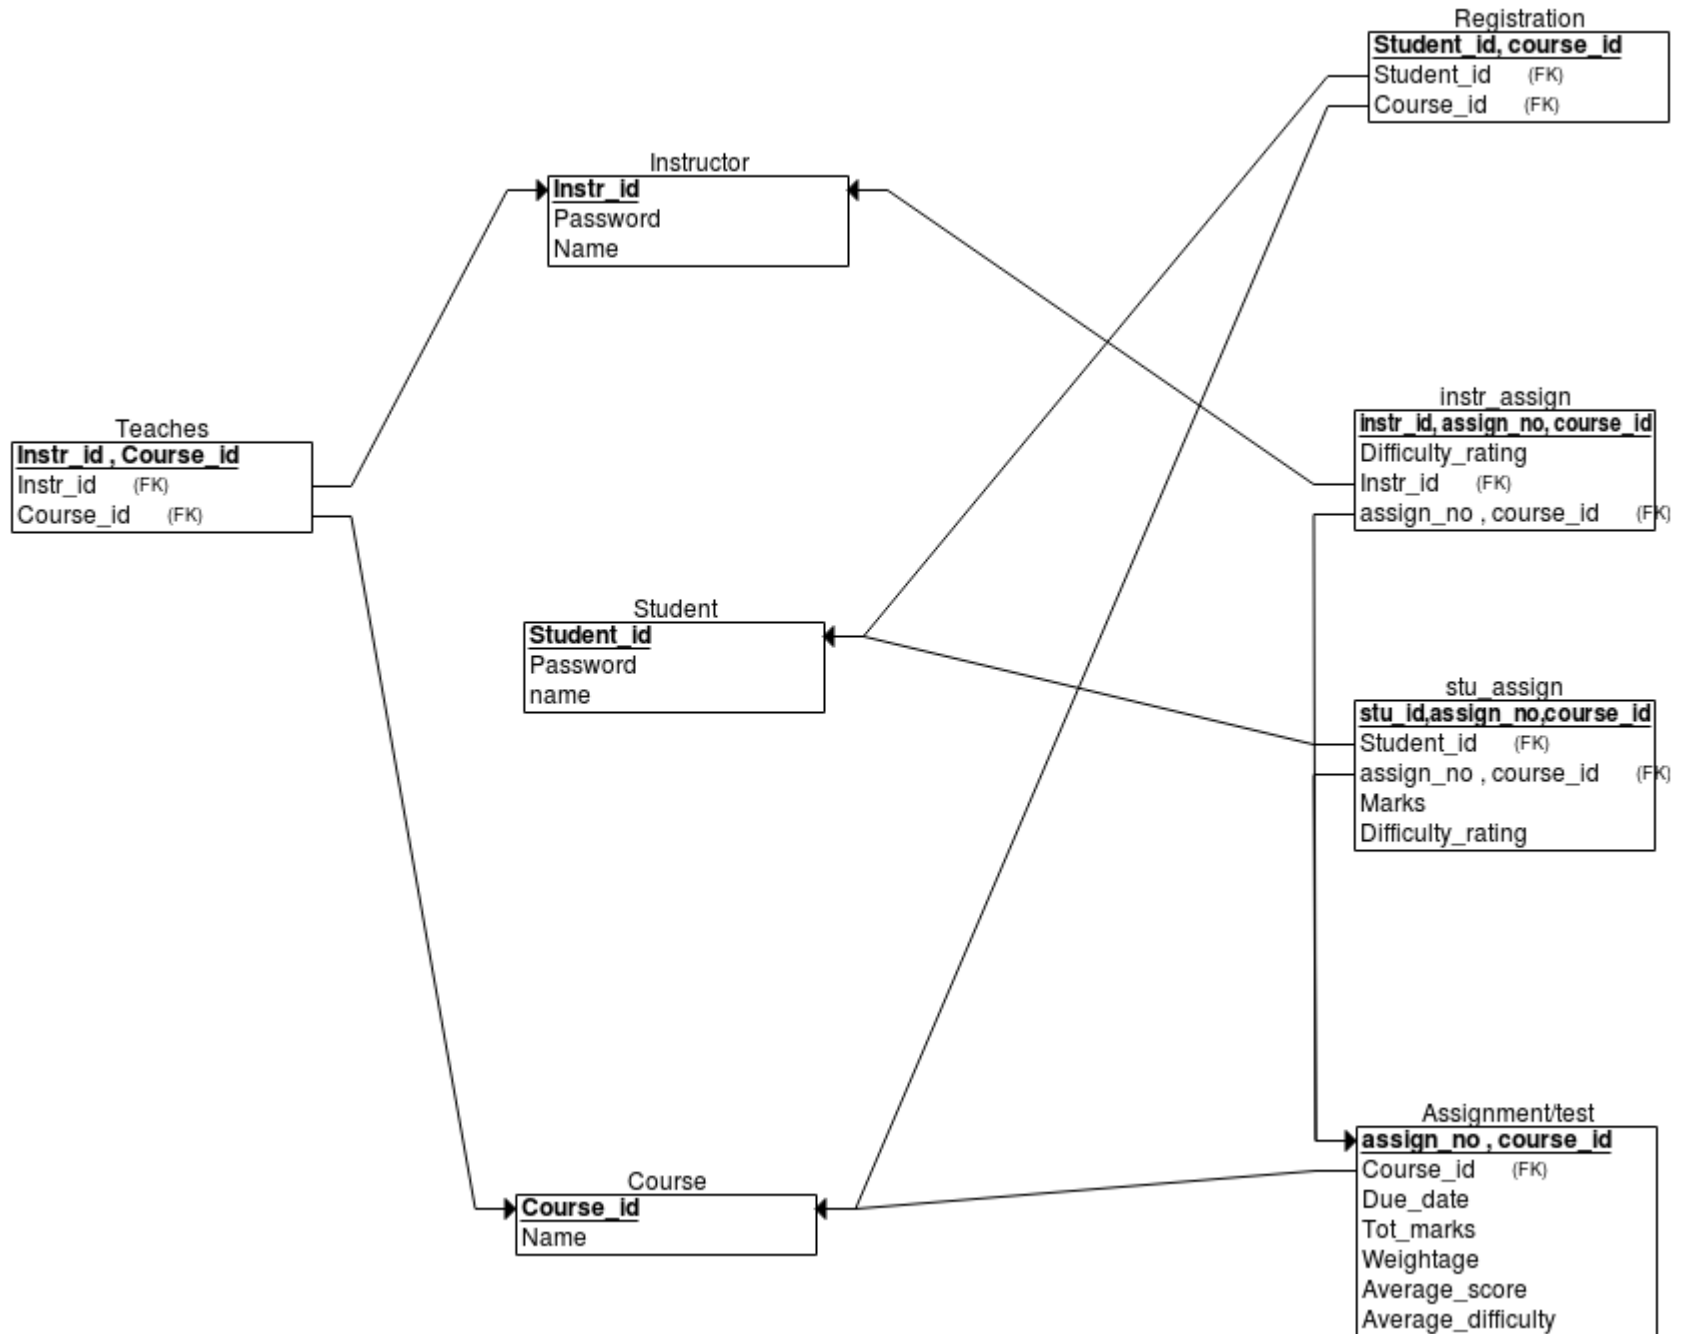 Registration
Student_id, course_id
Student_id (FK)
Course_id (FK)
Instructor
Instr_id
Password
Name
instr_assign
instr_id, assign_no, course_id
Difficulty_rating
Instr_id (FK)
assign_no , course_id (FK)
Teaches
Instr_id , Course_id
Instr_id (FK)
Course_id (FK)
Student
Student_id
Password
name
stu_assign
stu_id,assign_no,course_id
Student_id (FK)
assign_no , course_id (FK)
Marks
Difficulty_rating
Assignment/test
assign_no , course_id
Course_id (FK)
Due_date
Tot_marks
Weightage
Average_score
Average_difficulty
Course
Course_id
Name